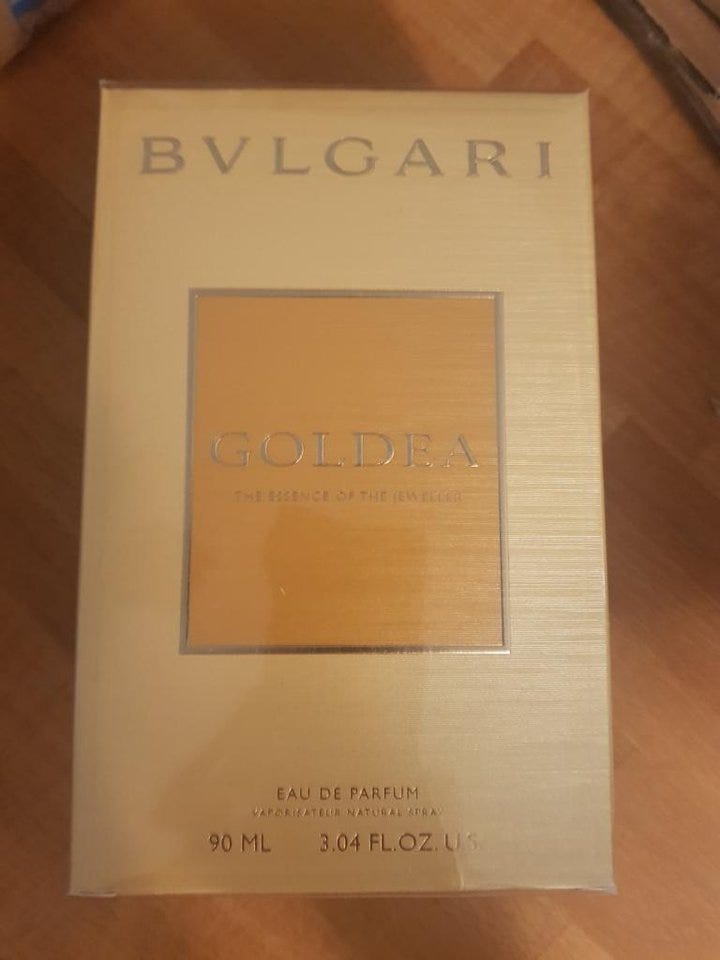 BVLGARI
GOLDEA
THE ESSENCE OF THE JEWELLER
EAU DE PARFUM
VAPORISATEUR NATURAL SPRAY
90 ML 3.04 FL.OZ. U.S.